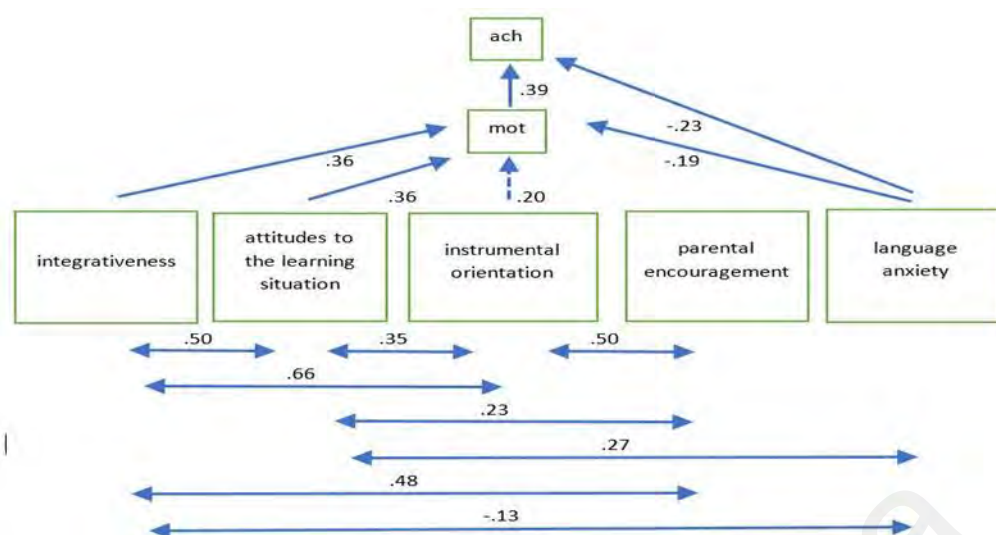 ach
.39
mot
-.23
-.19
.36
.36
.20
integrativeness
attitudes to
the learning
situation
instrumental
orientation
parental
encouragement
language
anxiety
.50
.35
.50
.66
.23
.27
.48
-.13